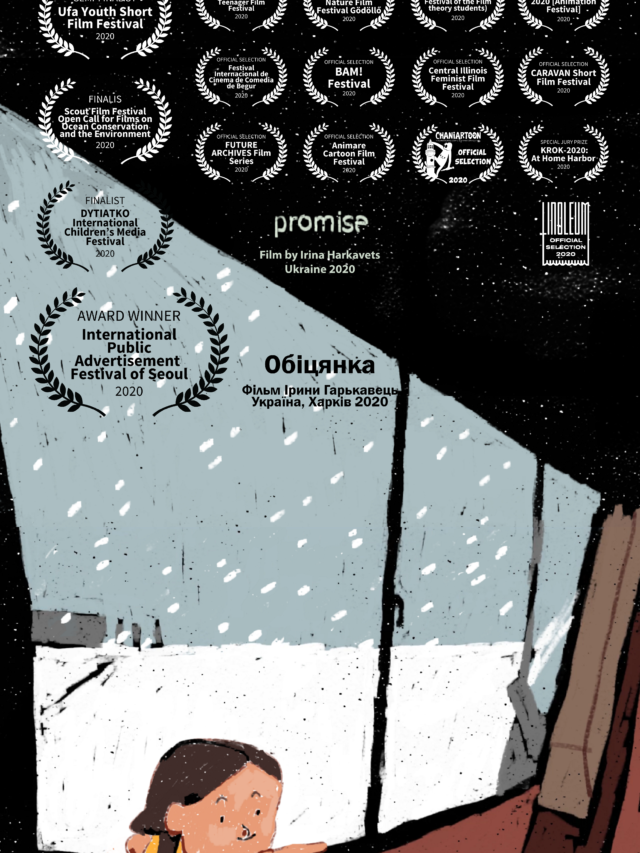 Ufa Youth Short
Film Festival
2020
Teenager Film
Festival
2020
Nature Film
Festival Gödöllő
Festival of the Film
theory students)
2020
2020 (Animation
Festival)
2020
OFFICIAL SELECTION
Festival
Internacional de
Cinema de Comedia
de Begur
2020
OFFICIAL SELECTION
BAM!
Festival
2020
OFFICIAL SELECTION
Central Illinois
Feminist Film
Festival
2020
OFFICIAL SELECTION
CARAVAN Short
Film Festival
2020
FINALIS
Scout Film Festival
Open Call for Films on
Ocean Conservation
and the Environment
2020
OFFICIAL SELECTION
FUTURE
ARCHIVES Film
Series
2020
OFFICIAL SELECTION
Animare
Cartoon Film
Festival
2020
CHANIARTOON
OFFICIAL
SELECTION
2020
SPECIAL JURY PRIZE
KROK-2020:
At Home Harbor
2020
FINALIST
DYTIATKO
International
Children's Media
Festival
2020
promise
Film by Irina Harkavets
Ukraine 2020
LINOLEUM
OFFICIAL
SELECTION
2020
AWARD WINNER
International
Public
Advertisement
Festival of Seoul
2020
Обіцянка
Фільм Ірини Гарькавець
Україна, Харків 2020